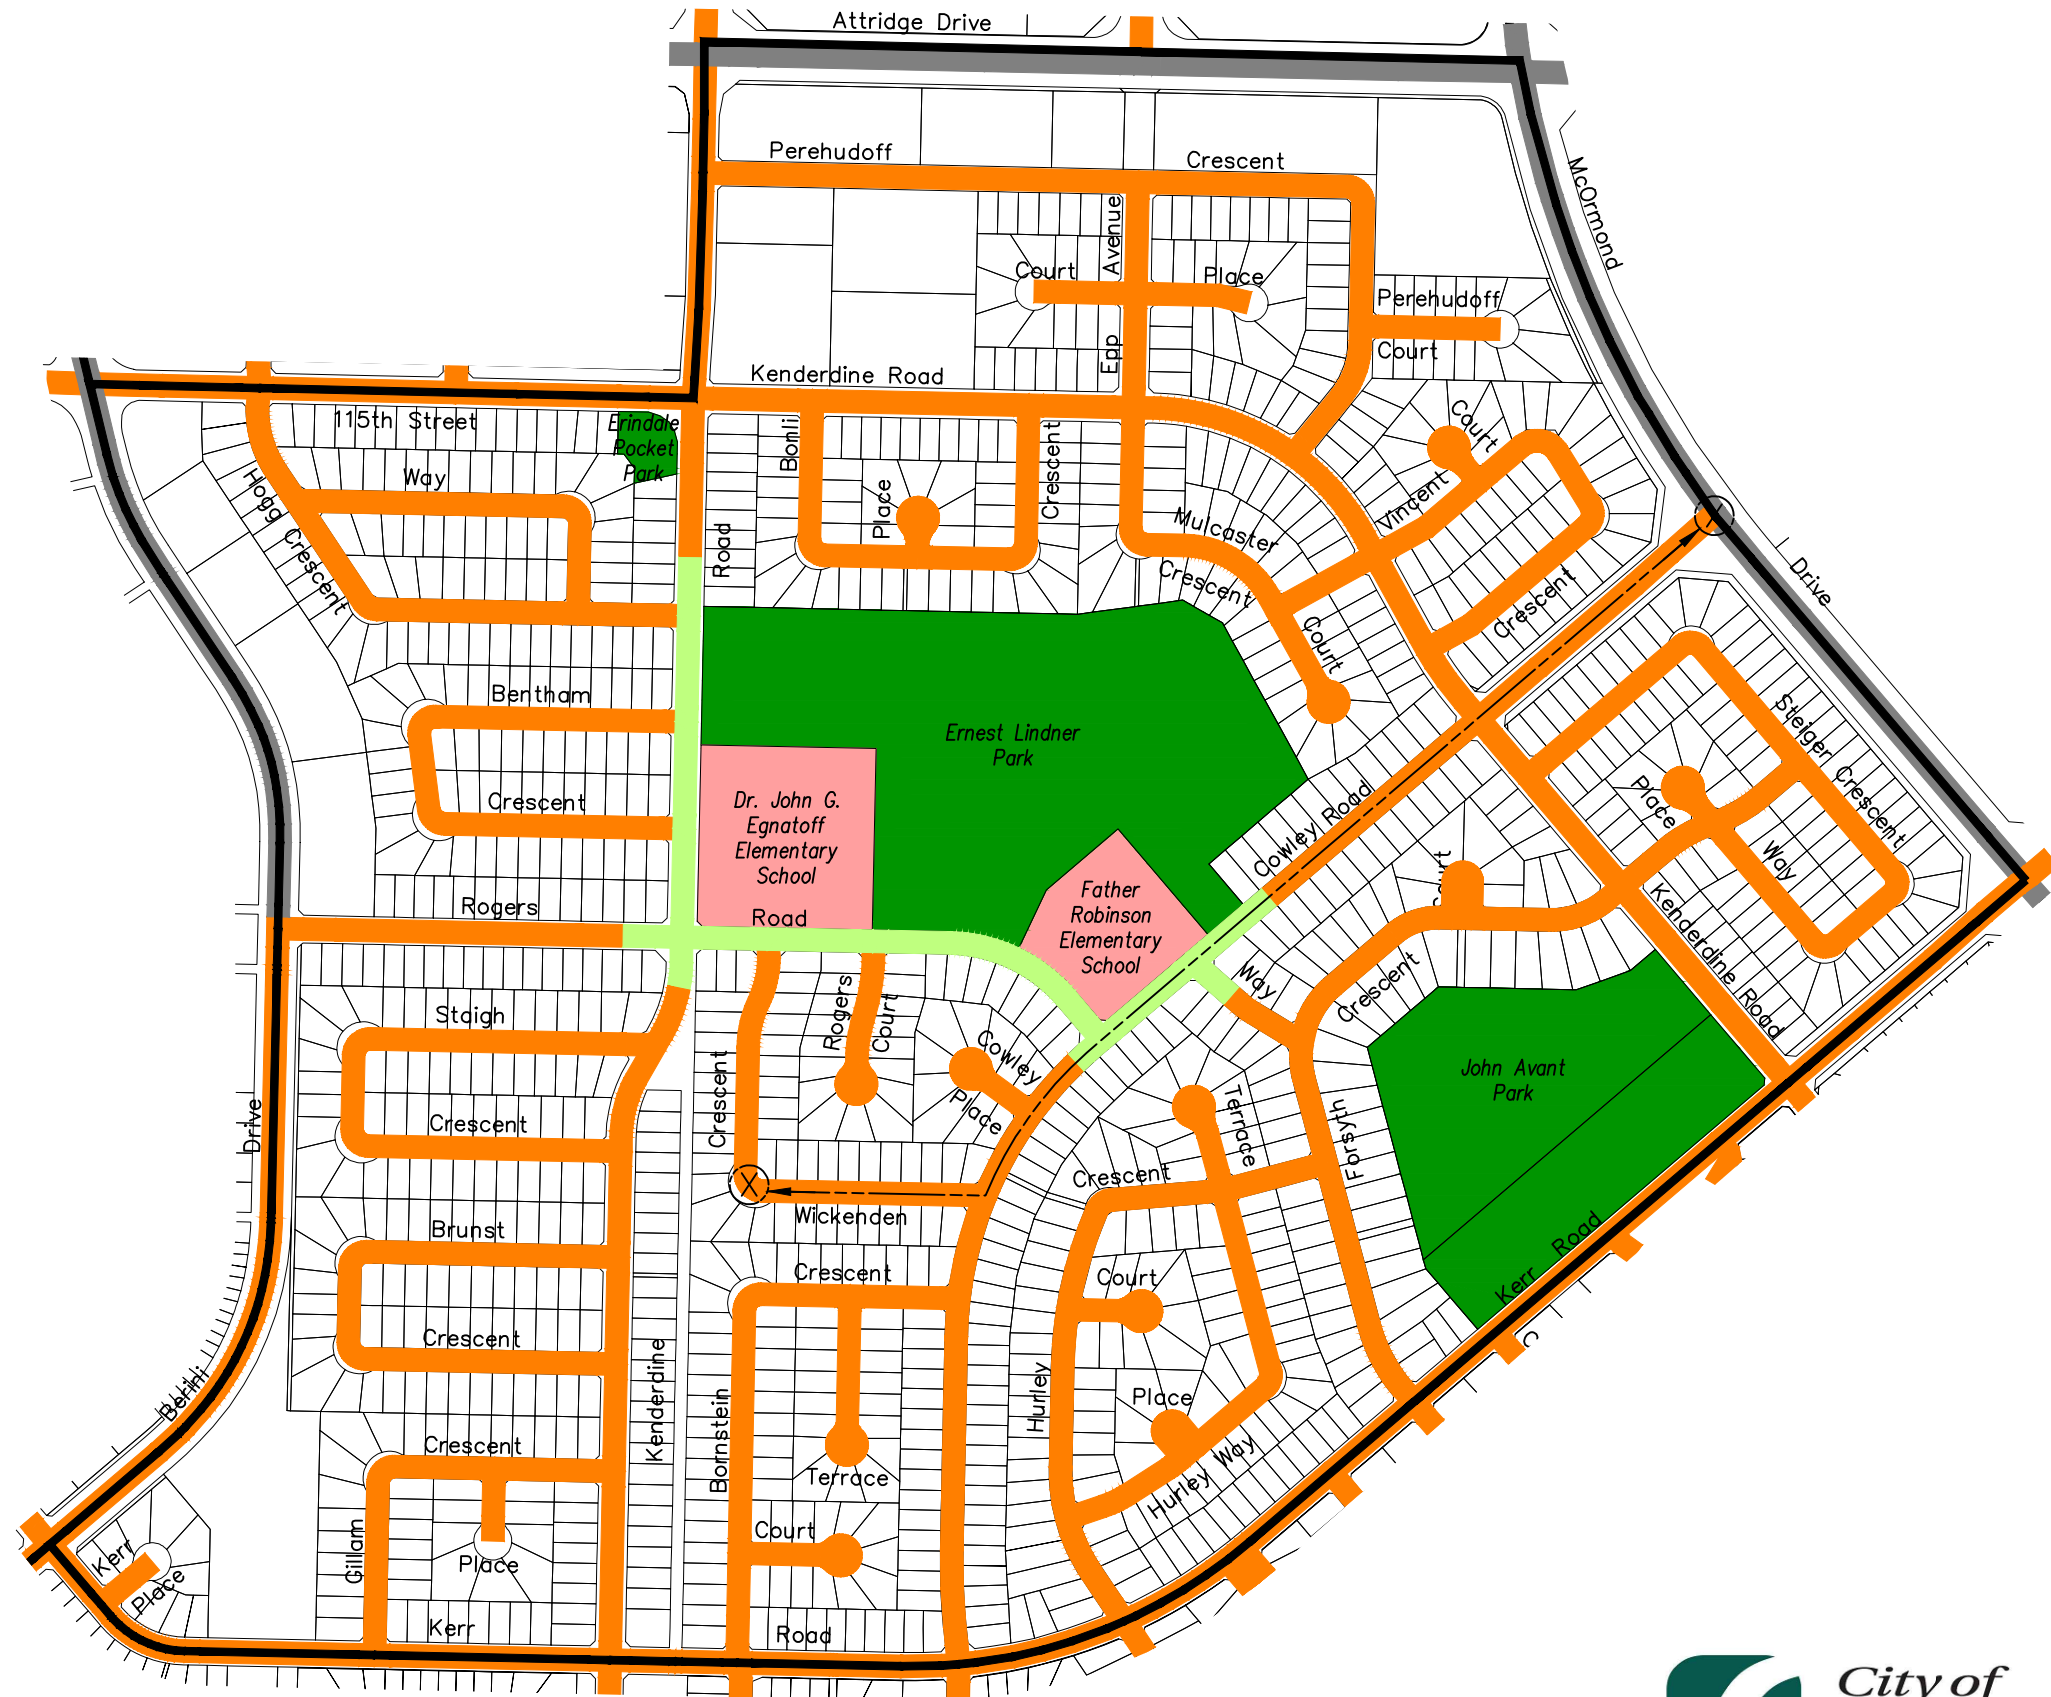 Attridge Drive
Perehudoff
Crescent
McOrmond
Avenue
Court
Place
Perehudoff
Epp
Court
Kenderdine Road
115th Street
Erindale
Pocket
Park
Bonli
Crescent
Court
Way
Hogg Crescent
Place
Vincent
Road
Mulcaster
Crescent
Drive
Crescent
Court
Bentham
Ernest Lindner
Park
Steiger Crescent
Crescent
Dr. John G.
Egnatoff
Elementary
School
Cowley Road
Place
Way
Father
Robinson
Elementary
School
Rogers
Road
Kenderdine Road
Way
Crescent
Rogers
Court
Staigh
Cowley
Place
John Avant
Park
Crescent
Crescent
Drive
Terrace
Forsyth
Crescent
X
Wickenden
Brunst
Crescent
Court
Kerr Road
C
Crescent
Berini
Kenderdine
Bornstein
Hurley
Place
Crescent
Terrace
Hurley Way
Gillam
Court
Kerr
Place
Place
Kerr
Road
City of